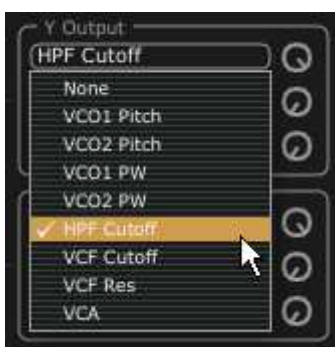 Y Output
HPF Cutoff
None
VCO1 Pitch
VCO2 Pitch
VCO1 PW
VCO2 PW
✓ HPF Cutoff
VCF Cutoff
VCF Res
VCA